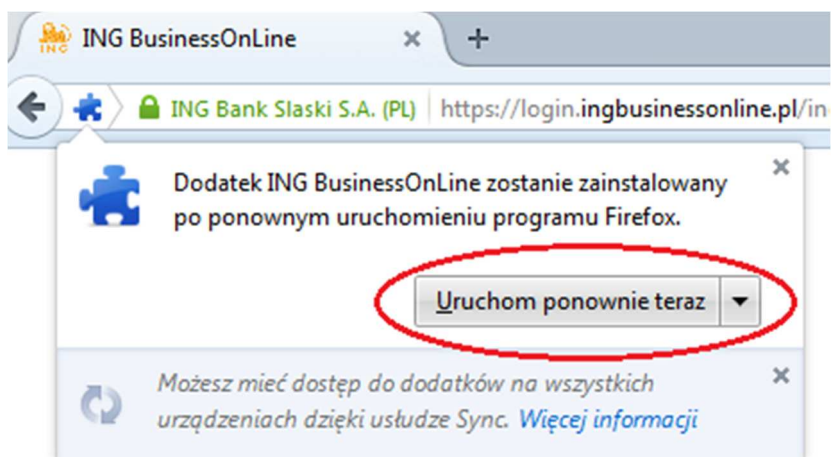 ING
ING BusinessOnLine
ING Bank Slaski S.A. (PL) https://login.ingbusinessonline.pl/in
Dodatek ING BusinessOnLine zostanie zainstalowany
po ponownym uruchomieniu programu Firefox.
Uruchom ponownie teraz
Możesz mieć dostęp do dodatków na wszystkich
urządzeniach dzięki usłudze Sync. Więcej informacji